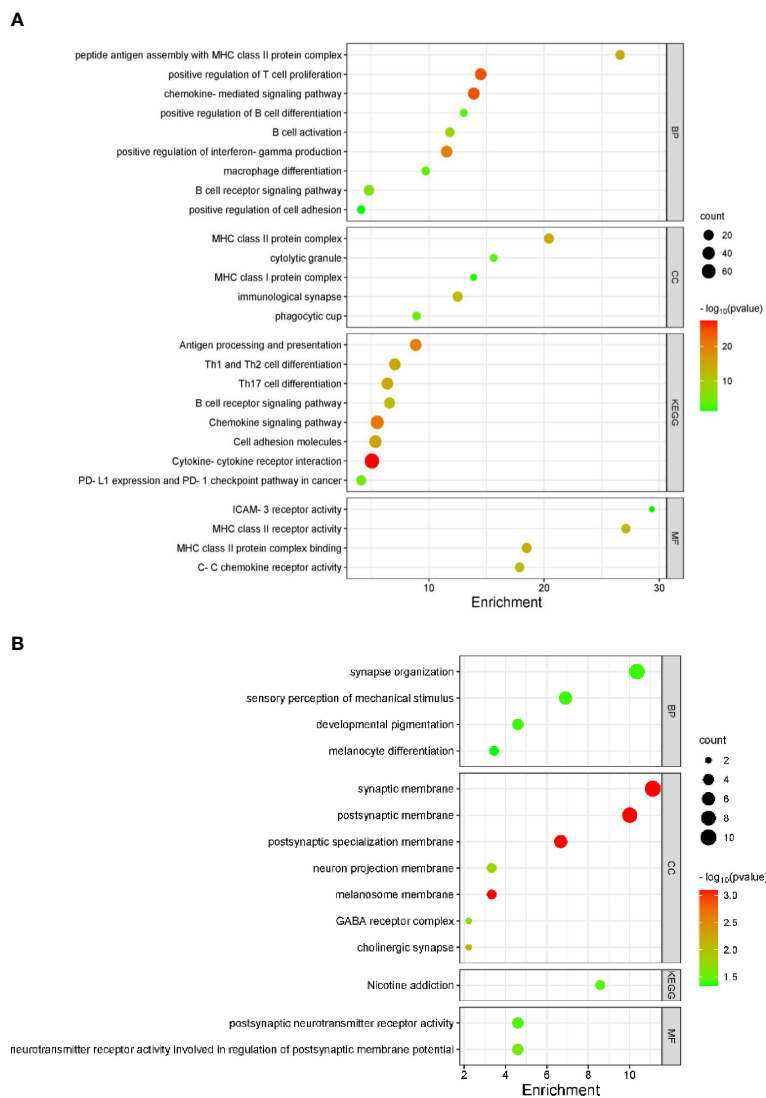 A
peptide antigen assembly with MHC class II protein complex
positive regulation of T cell proliferation
chemokine- mediated signaling pathway
positive regulation of B cell differentiation
B cell activation
positive regulation of interferon- gamma production
macrophage differentiation
B cell receptor signaling pathway
positive regulation of cell adhesion
BP
MHC class II protein complex
cytolytic granule
MHC class I protein complex
immunological synapse
phagocytic cup
CC
Antigen processing and presentation
Th1 and Th2 cell differentiation
Th17 cell differentiation
B cell receptor signaling pathway
Chemokine signaling pathway
Cell adhesion molecules
Cytokine- cytokine receptor interaction
PD- L1 expression and PD- 1 checkpoint pathway in cancer
KEGG
ICAM- 3 receptor activity
MHC class II receptor activity
MHC class II protein complex binding
C- C chemokine receptor activity
MF
10 20 30
Enrichment
count
20
40
60
- log10(pvalue)
20
10
B
synapse organization
sensory perception of mechanical stimulus
developmental pigmentation
melanocyte differentiation
BP
synaptic membrane
postsynaptic membrane
postsynaptic specialization membrane
neuron projection membrane
melanosome membrane
GABA receptor complex
cholinergic synapse
CC
Nicotine addiction
KEGG
postsynaptic neurotransmitter receptor activity
neurotransmitter receptor activity involved in regulation of postsynaptic membrane potential
MF
2 4 6 8 10
Enrichment
count
2
4
6
8
10
- log10(pvalue)
3.0
2.5
2.0
1.5